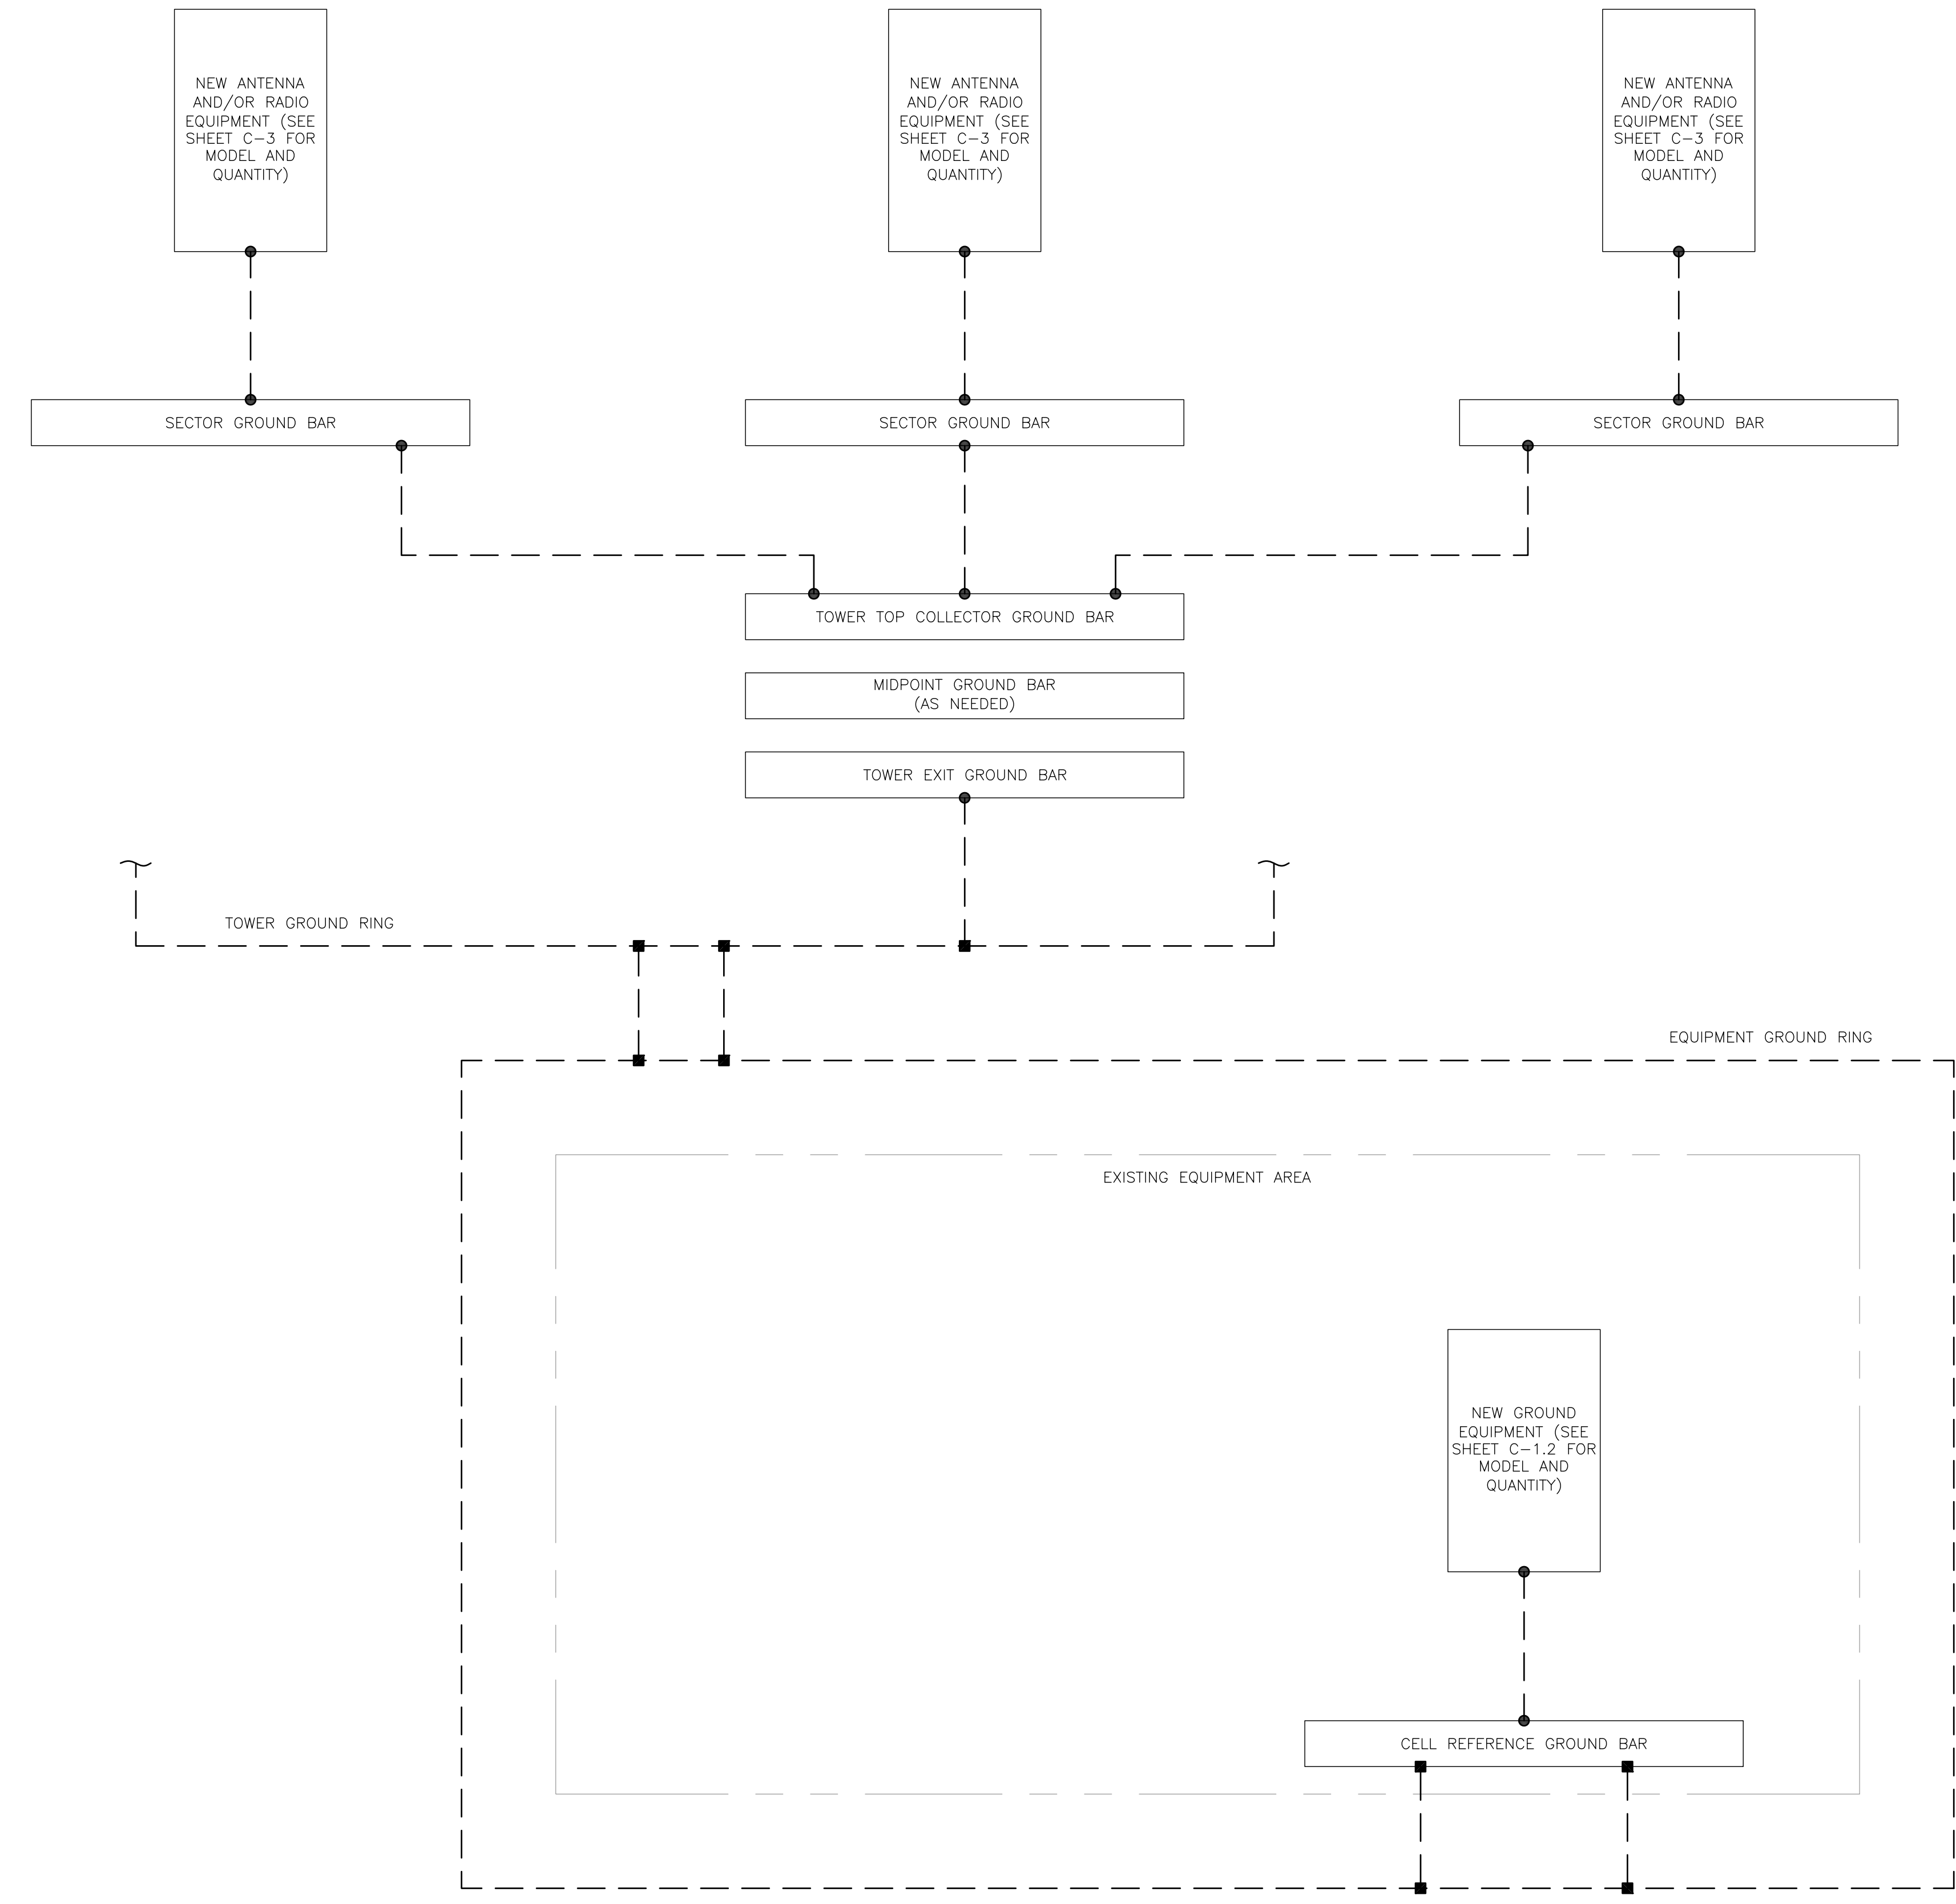 NEW ANTENNA
AND/OR RADIO
EQUIPMENT (SEE
SHEET C-3 FOR
MODEL AND
QUANTITY)
NEW ANTENNA
AND/OR RADIO
EQUIPMENT (SEE
SHEET C-3 FOR
MODEL AND
QUANTITY)
NEW ANTENNA
AND/OR RADIO
EQUIPMENT (SEE
SHEET C-3 FOR
MODEL AND
QUANTITY)
SECTOR GROUND BAR
SECTOR GROUND BAR
SECTOR GROUND BAR
TOWER TOP COLLECTOR GROUND BAR
MIDPOINT GROUND BAR
(AS NEEDED)
TOWER EXIT GROUND BAR
TOWER GROUND RING
EQUIPMENT GROUND RING
EXISTING EQUIPMENT AREA
NEW GROUND
EQUIPMENT (SEE
SHEET C-1.2 FOR
MODEL AND
QUANTITY)
CELL REFERENCE GROUND BAR